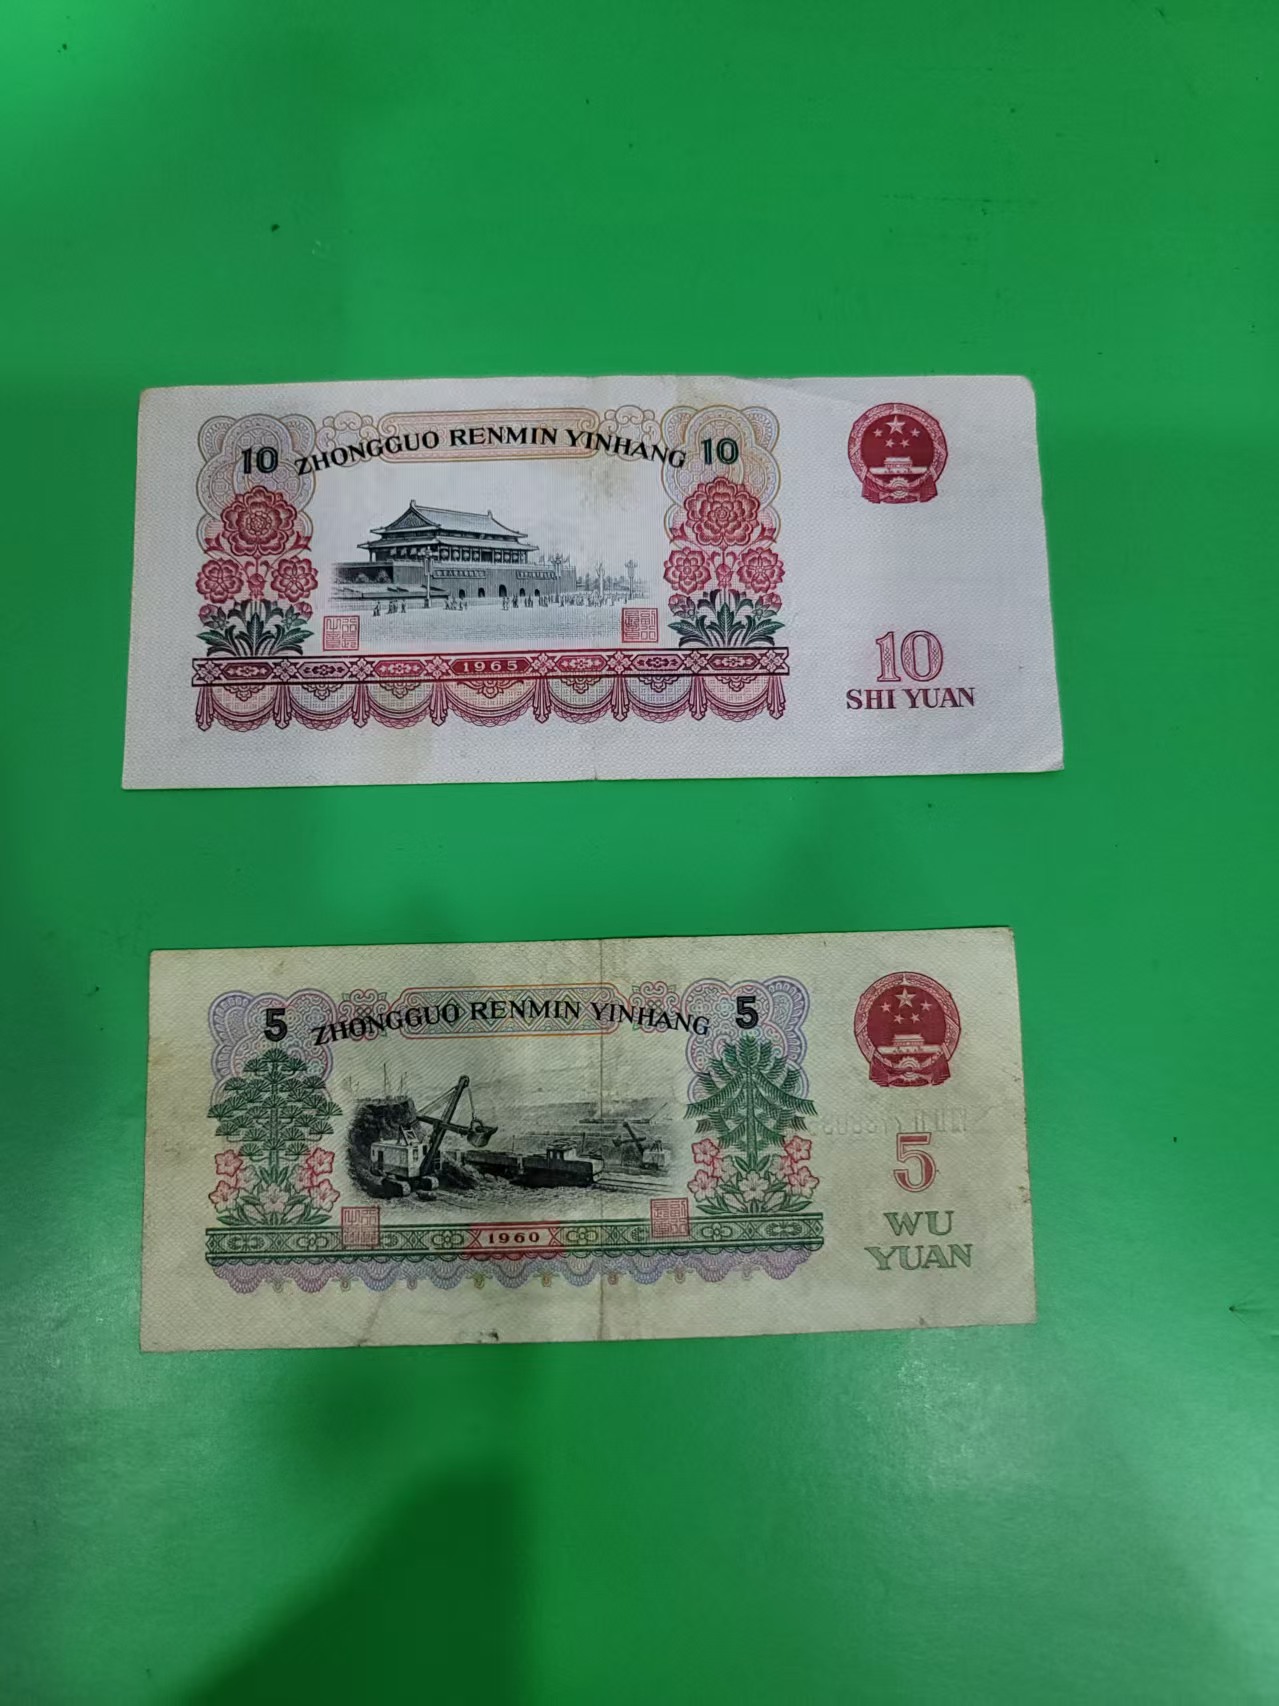 10 ZHONGGUO RENMIN YINHANG 10
1965
10
SHI YUAN
5 ZHONGGUO RENMIN YINHANG 5
1960
5
WU
YUAN